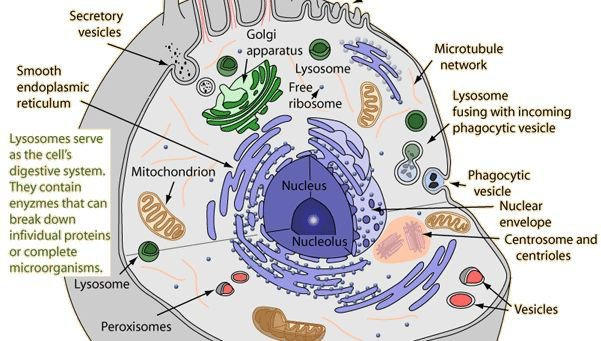 Secretory
vesicles
Golgi
apparatus
Lysosome
Free
ribosome
Microtubule
network
Smooth
endoplasmic
reticulum
Lysosome
fusing with incoming
phagocytic vesicle
Lysosomes serve
as the cell's
digestive system.
They contain
enyzmes that can
break down
infividual proteins
or complete
microorganisms.
Mitochondrion
Nucleus
Nucleolus
Phagocytic
vesicle
Nuclear
envelope
Centrosome and
centrioles
Lysosome
Peroxisomes
Vesicles